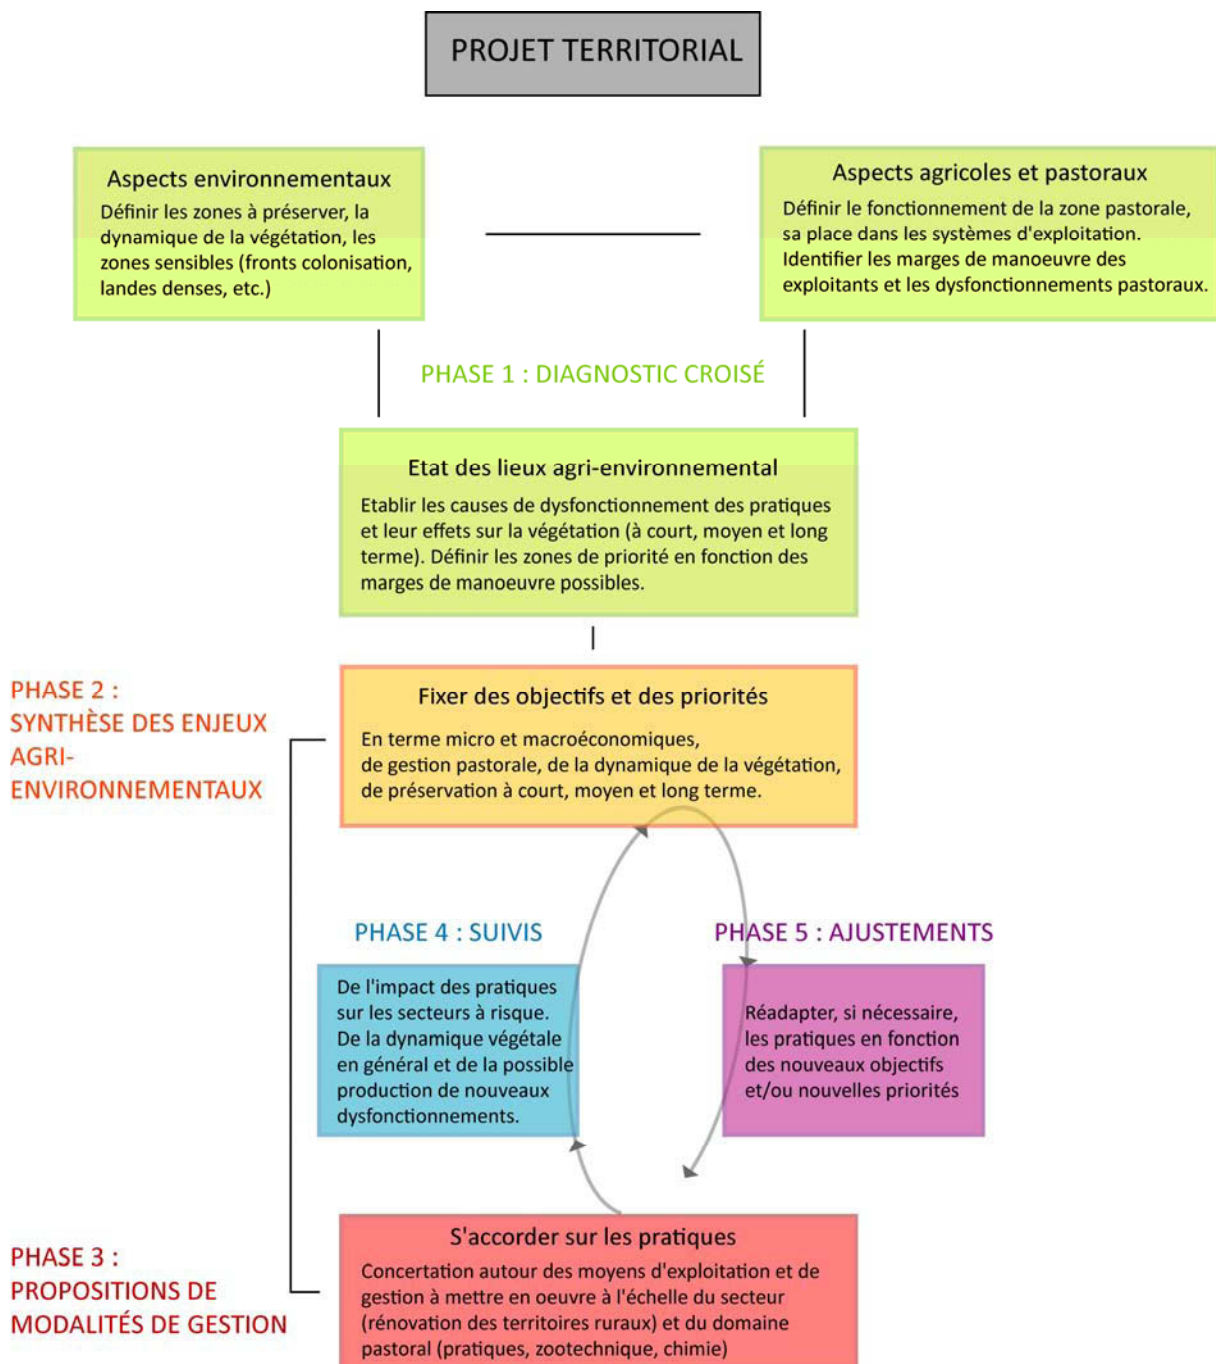 PROJET TERRITORIAL
Aspects environnementaux
Définir les zones à préserver, la
dynamique de la végétation, les
zones sensibles (fronts colonisation,
landes denses, etc.)
Aspects agricoles et pastoraux
Définir le fonctionnement de la zone pastorale,
sa place dans les systèmes d'exploitation.
Identifier les marges de manoeuvre des
exploitants et les dysfonctionnements pastoraux.
PHASE 1 : DIAGNOSTIC CROISÉ
Etat des lieux agri-environnemental
Etablir les causes de dysfonctionnement des pratiques
et leur effets sur la végétation (à court, moyen et long
terme). Définir les zones de priorité en fonction des
marges de manoeuvre possibles.
PHASE 2 :
SYNTHÈSE DES ENJEUX
AGRI-
ENVIRONNEMENTAUX
Fixer des objectifs et des priorités
En terme micro et macroéconomiques,
de gestion pastorale, de la dynamique de la végétation,
de préservation à court, moyen et long terme.
PHASE 4 : SUIVIS
De l'impact des pratiques
sur les secteurs à risque.
De la dynamique végétale
en général et de la possible
production de nouveaux
dysfonctionnements.
PHASE 5 : AJUSTEMENTS
Réadapter, si nécessaire,
les pratiques en fonction
des nouveaux objectifs
et/ou nouvelles priorités
PHASE 3 :
PROPOSITIONS DE
MODALITÉS DE GESTION
S'accorder sur les pratiques
Concertation autour des moyens d'exploitation et de
gestion à mettre en oeuvre à l'échelle du secteur
(rénovation des territoires ruraux) et du domaine
pastoral (pratiques, zootechnique, chimie)